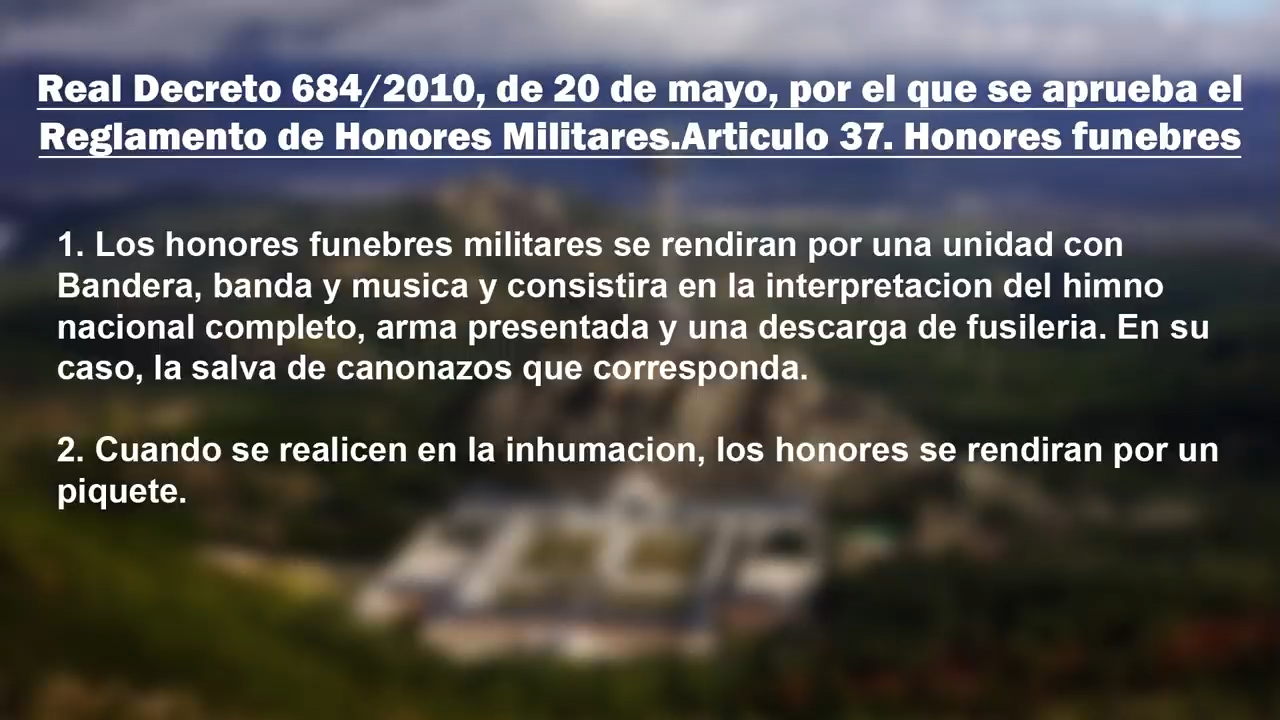 Real Decreto 684/2010, de 20 de mayo, por el que se aprueba el
Reglamento de Honores Militares.Articulo 37. Honores funebres
1. Los honores funebres militares se rendiran por una unidad con
Bandera, banda y musica y consistira en la interpretacion del himno
nacional completo, arma presentada y una descarga de fusileria. En su
caso, la salva de canonazos que corresponda.
2. Cuando se realicen en la inhumacion, los honores se rendiran por un
piquete.